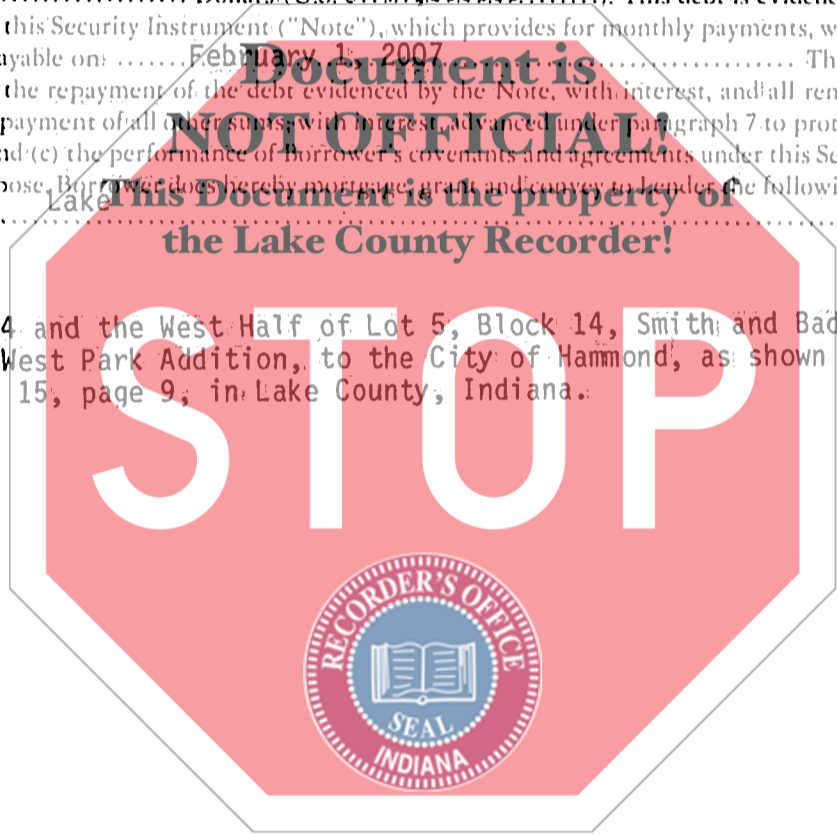 This debt is evidenc
this Security Instrument ("Note"), which provides for monthly payments, w
ayable on: ...... February 1, 2007 ...... Th
the repayment of the debt evidenced by the Note, with interest, and all ren
payment of all other sums, with interest, advanced under paragraph 7 to prot
nd (c) the performance of Borrower's covenants and agreements under this Se
pose, Borrower does hereby mortgage, grant and convey to Lender the followi
Lake
Document is
NOT OFFICIAL!
This Document is the property of
the Lake County Recorder!
4 and the West Half of Lot 5, Block 14, Smith and Bad
West Park Addition, to the City of Hammond, as shown
15, page 9, in Lake County, Indiana.
STOP
RECORDER'S OFFICE
SEAL
INDIANA